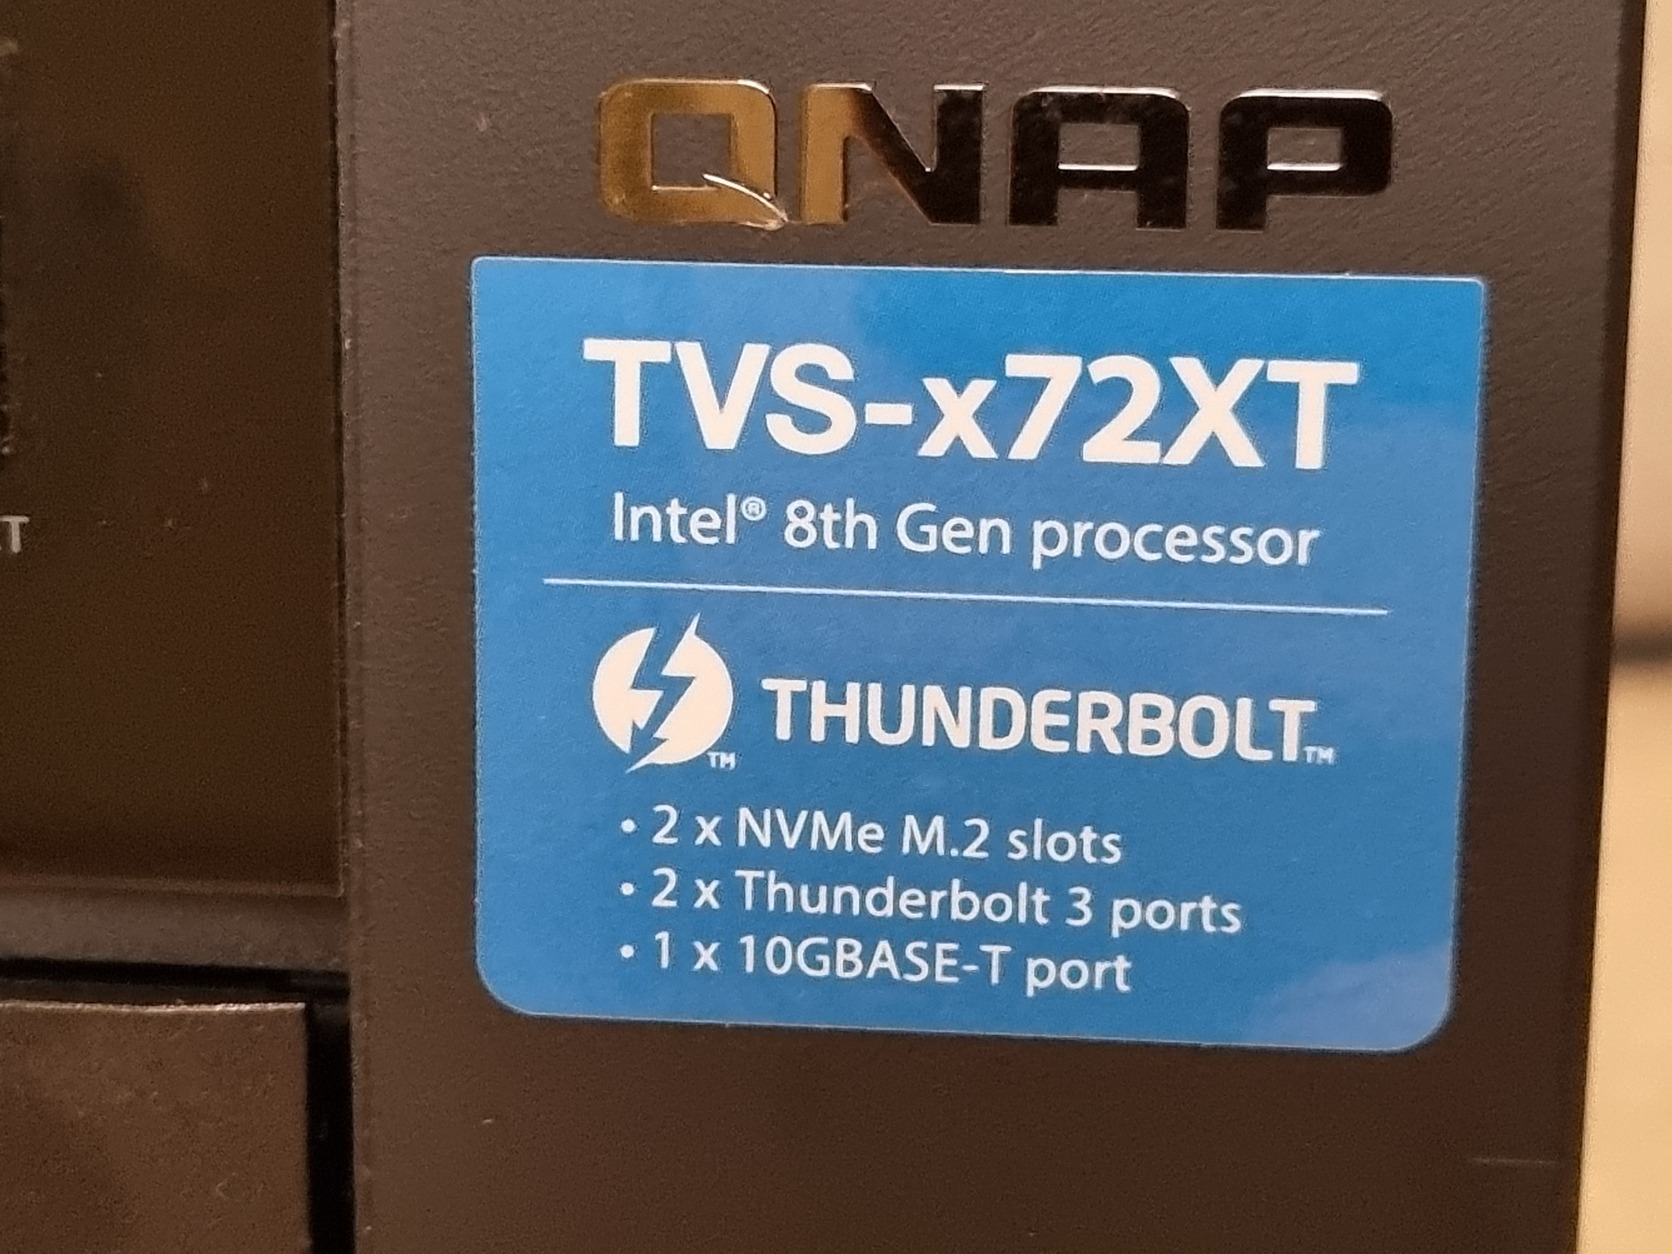 QNAP
TVS-x72XT
Intel® 8th Gen processor
THUNDERBOLT™
• 2 x NVMe M.2 slots
• 2 x Thunderbolt 3 ports
• 1 x 10GBASE-T port